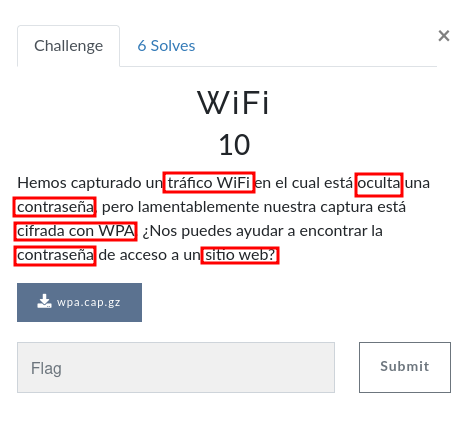 Challenge
6 Solves
×
WiFi
10
Hemos capturado un tráfico WiFi en el cual está oculta una
contraseña, pero lamentablemente nuestra captura está
cifrada con WPA. ¿Nos puedes ayudar a encontrar la
contraseña de acceso a un sitio web?
wpa.cap.gz
Flag
Submit